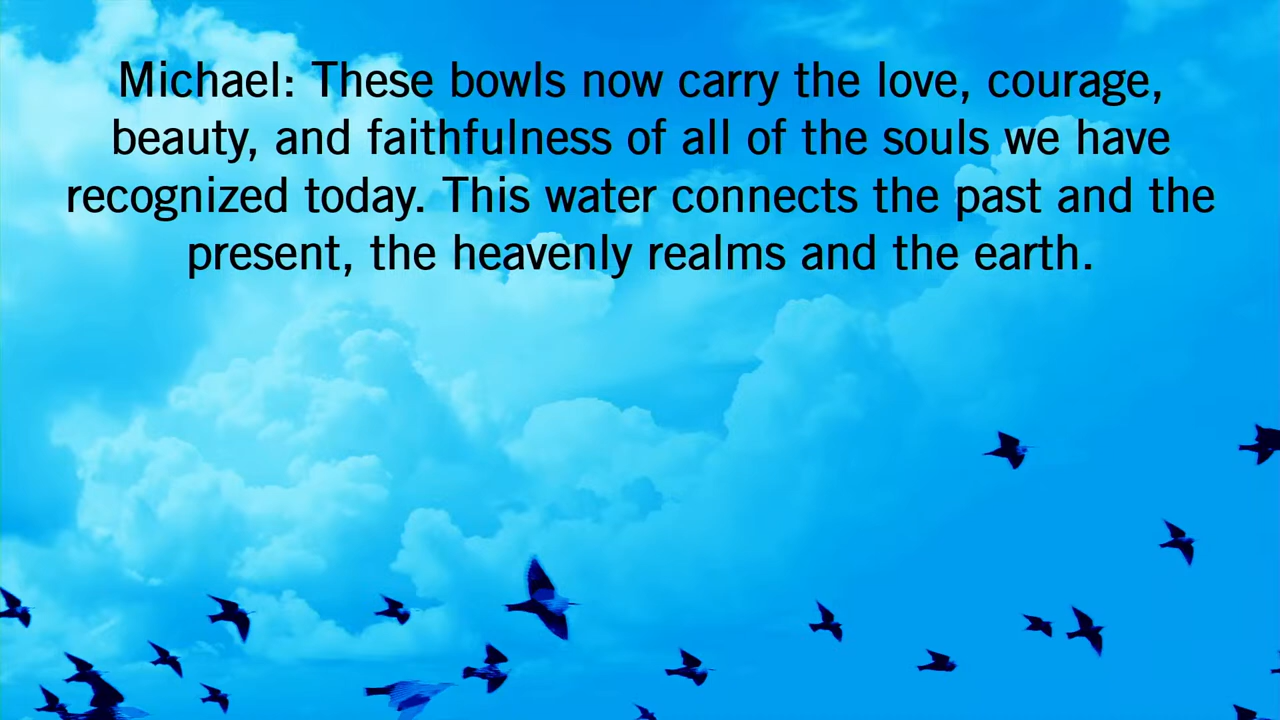 Michael: These bowls now carry the love, courage,
beauty, and faithfulness of all of the souls we have
recognized today. This water connects the past and the
present, the heavenly realms and the earth.